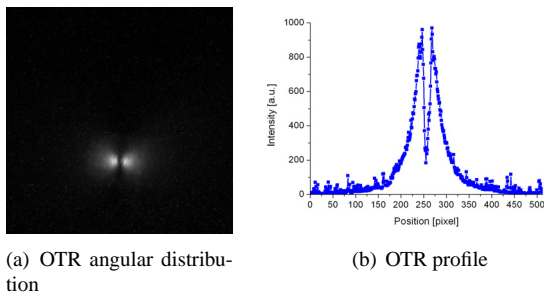 1000
800
600
400
200
0
Intensity [a.u.]
0 50 100 150 200 250 300 350 400 450 500
Position [pixel]
(a) OTR angular distribu-
tion
(b) OTR profile